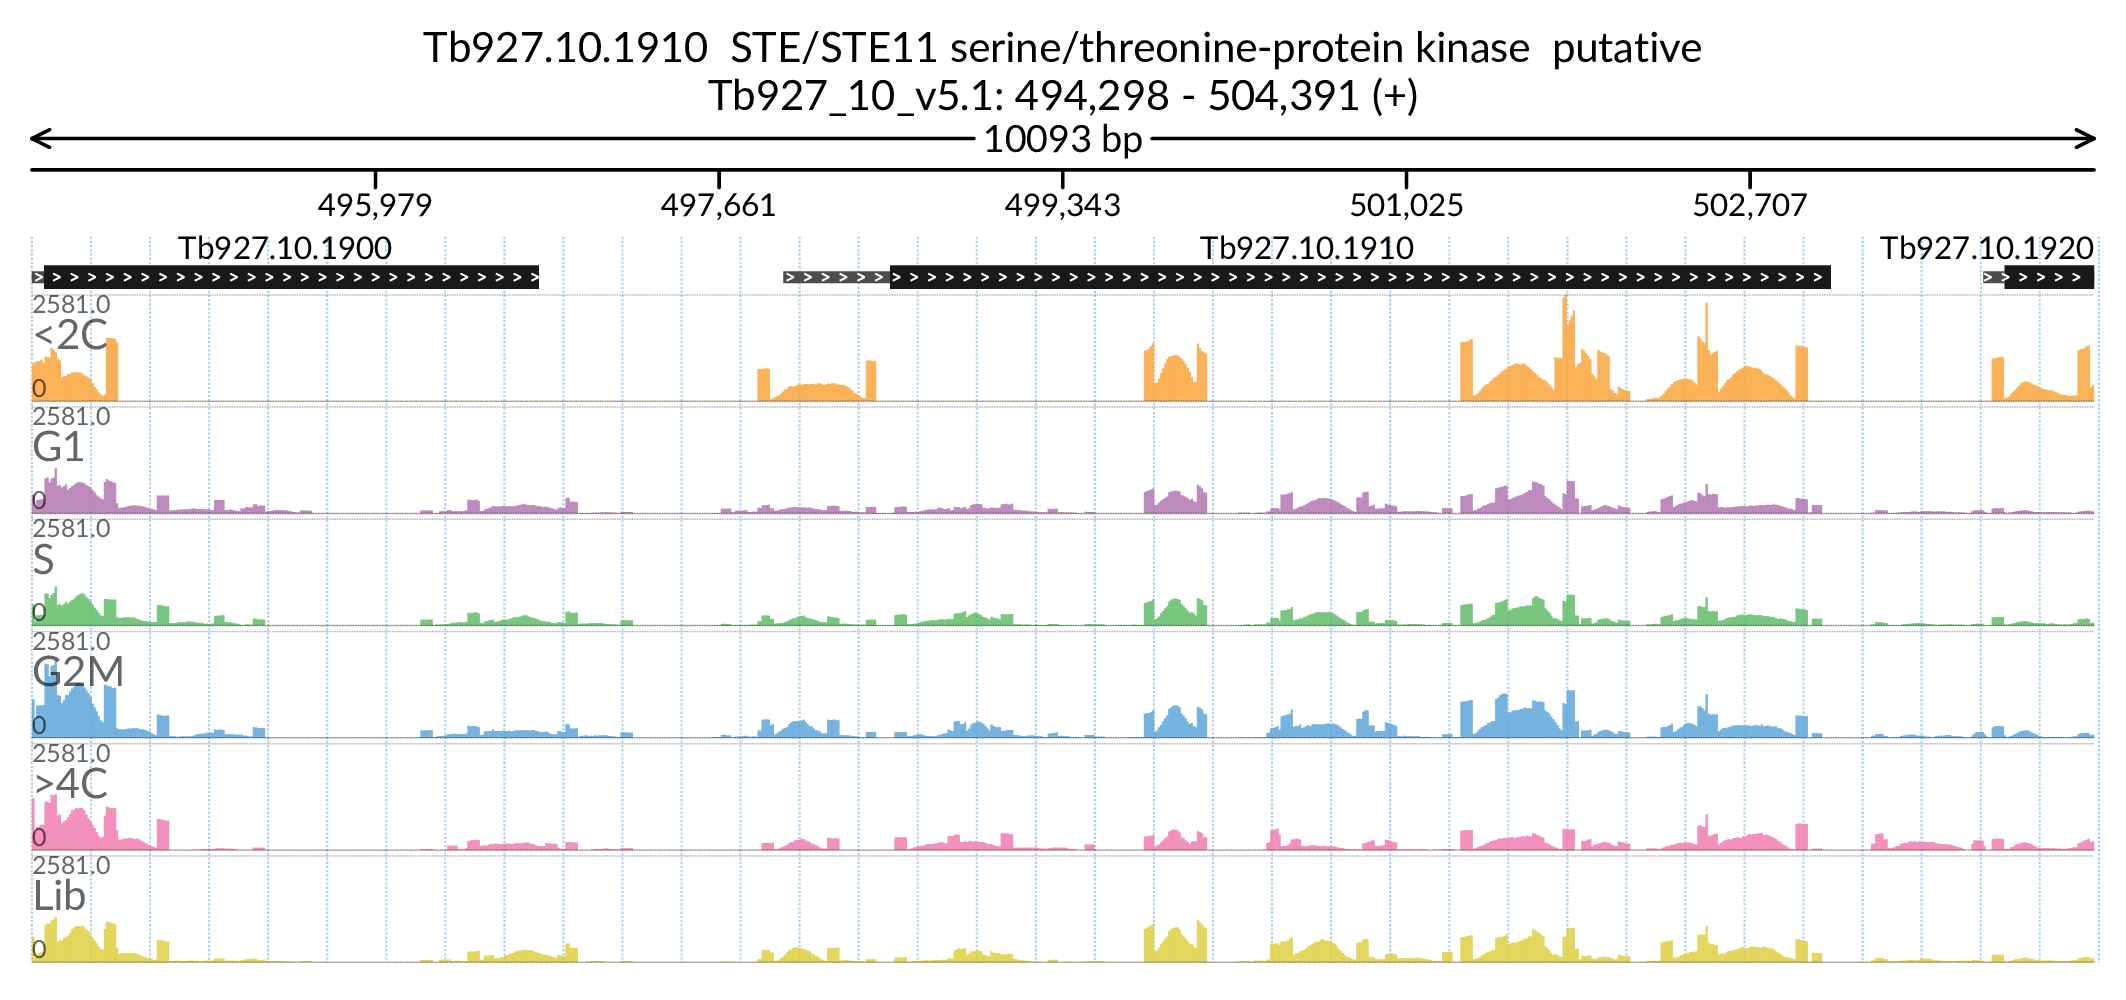 Tb927.10.1910  STE/STE11 serine/threonine-protein kinase  putative
Tb927_10_v5.1: 494,298 - 504,391 (+)
10093 bp
495,979 497,661 499,343 501,025 502,707
Tb927.10.1900 Tb927.10.1910 Tb927.10.1920
2581.0
<2C
0
2581.0
G1
0
2581.0
S
0
2581.0
G2M
0
2581.0
>4C
0
2581.0
Lib
0